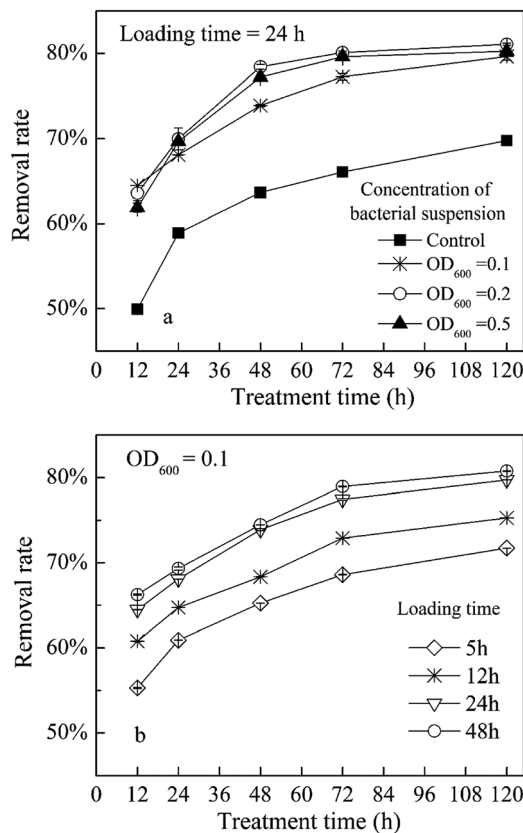 Loading time = 24 h
80%
70%
60%
50%
Removal rate
Concentration of
bacterial suspension
Control
OD600 =0.1
OD600 =0.2
OD600 =0.5
a
0 12 24 36 48 60 72 84 96 108 120
Treatment time (h)
OD600 = 0.1
80%
70%
60%
50%
Removal rate
Loading time
5h
12h
24h
48h
b
0 12 24 36 48 60 72 84 96 108 120
Treatment time (h)